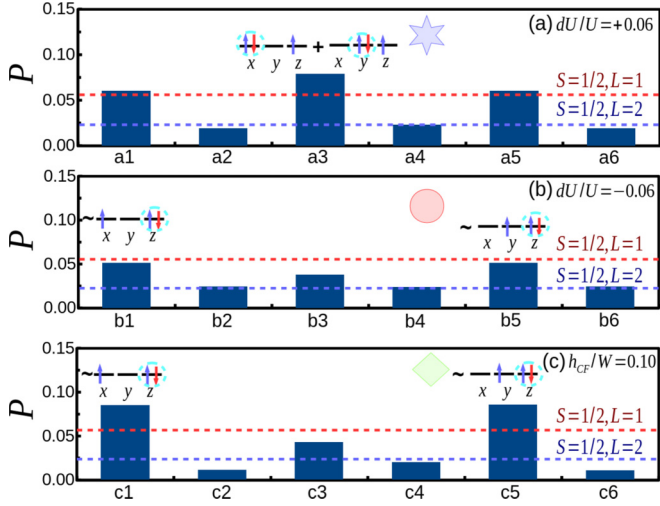 0.15
(a) dU/U=+0.06
0.10
x y z + x y z
P
0.05
S=1/2, L=1
S=1/2, L=2
0.00
a1 a2 a3 a4 a5 a6
0.15
(b) dU/U=−0.06
0.10
~
x y z
~
x y z
P
0.05
S=1/2, L=1
S=1/2, L=2
0.00
b1 b2 b3 b4 b5 b6
0.15
(c) h_CF/W=0.10
0.10
~
x y z
~
x y z
P
0.05
S=1/2, L=1
S=1/2, L=2
0.00
c1 c2 c3 c4 c5 c6